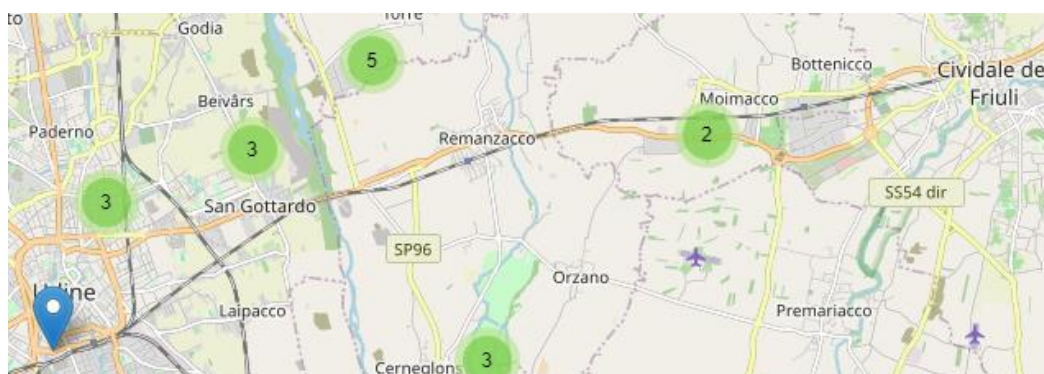 Godia
5
Bottenicco
Cividale de
Friuli
Beivârs
Moimacco
Paderno
Remanzacco
2
3
3
San Gottardo
SS54 dir
SP96
Orzano
Laipacco
Premariacco
Cerneglons
3